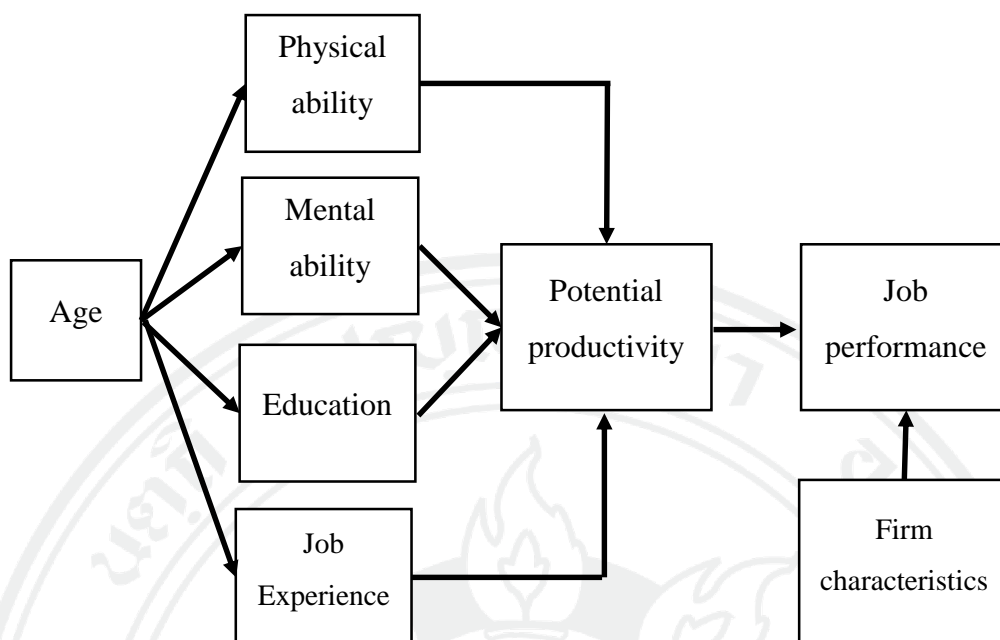 Physical
ability
Mental
ability
Age
Potential
productivity
Job
performance
Education
Job
Experience
Firm
characteristics